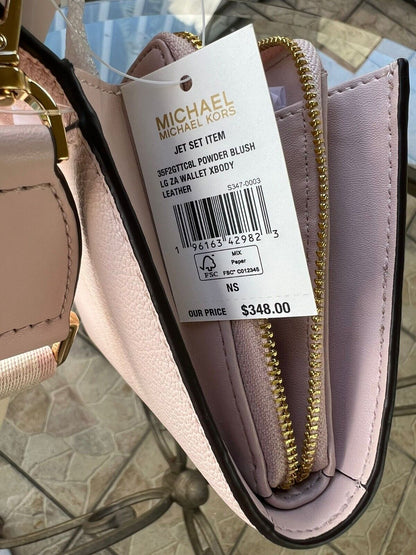 MICHAEL
MICHAEL KORS
JET SET ITEM
35F2GTTC8L POWDER BLUSH
LG ZA WALLET XBODY
LEATHER
S347-0003
1 96163 42982 3
FSC
MIX
Paper
FSC® C012345
NS
OUR PRICE $348.00